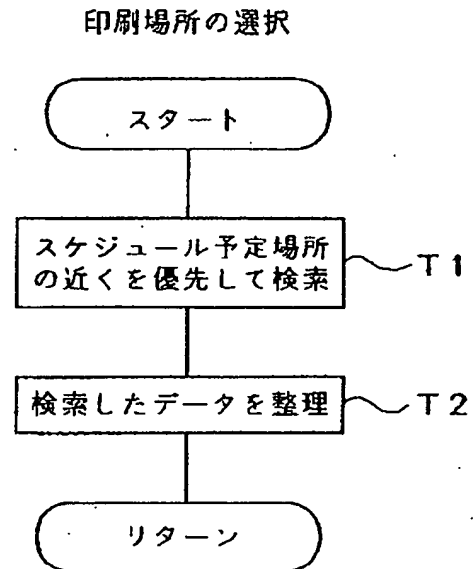 印刷場所の選択
スタート
スケジュール予定場所
の近くを優先して検索
T1
検索したデータを整理
T2
リターン